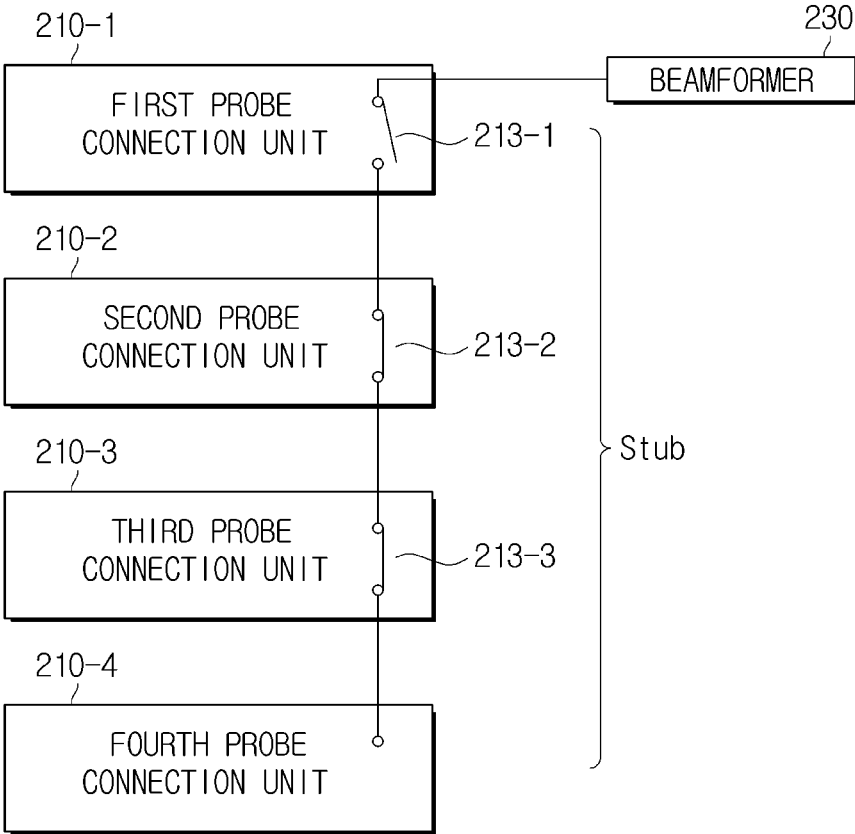 210-1
230
FIRST PROBE
CONNECTION UNIT
BEAMFORMER
213-1
210-2
SECOND PROBE
CONNECTION UNIT
213-2
Stub
210-3
THIRD PROBE
CONNECTION UNIT
213-3
210-4
FOURTH PROBE
CONNECTION UNIT